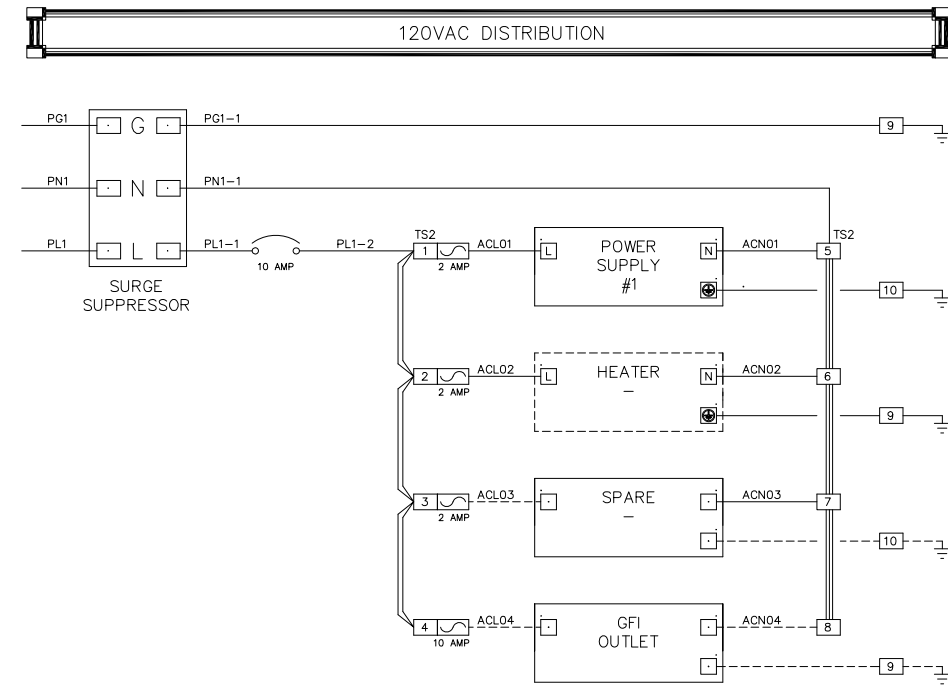 120VAC DISTRIBUTION
PG1 G PG1-1 9
PN1 N PN1-1
PL1 L PL1-1 10 AMP PL1-2
SURGE
SUPPRESSOR
TS2
1 2 AMP ACL01 L POWER
SUPPLY
#1
N ACN01 5 TS2
10
2 2 AMP ACL02 L HEATER
–
N ACN02 6
9
3 2 AMP ACL03 SPARE
–
ACN03 7
10
4 10 AMP ACL04 GFI
OUTLET
ACN04 8
9